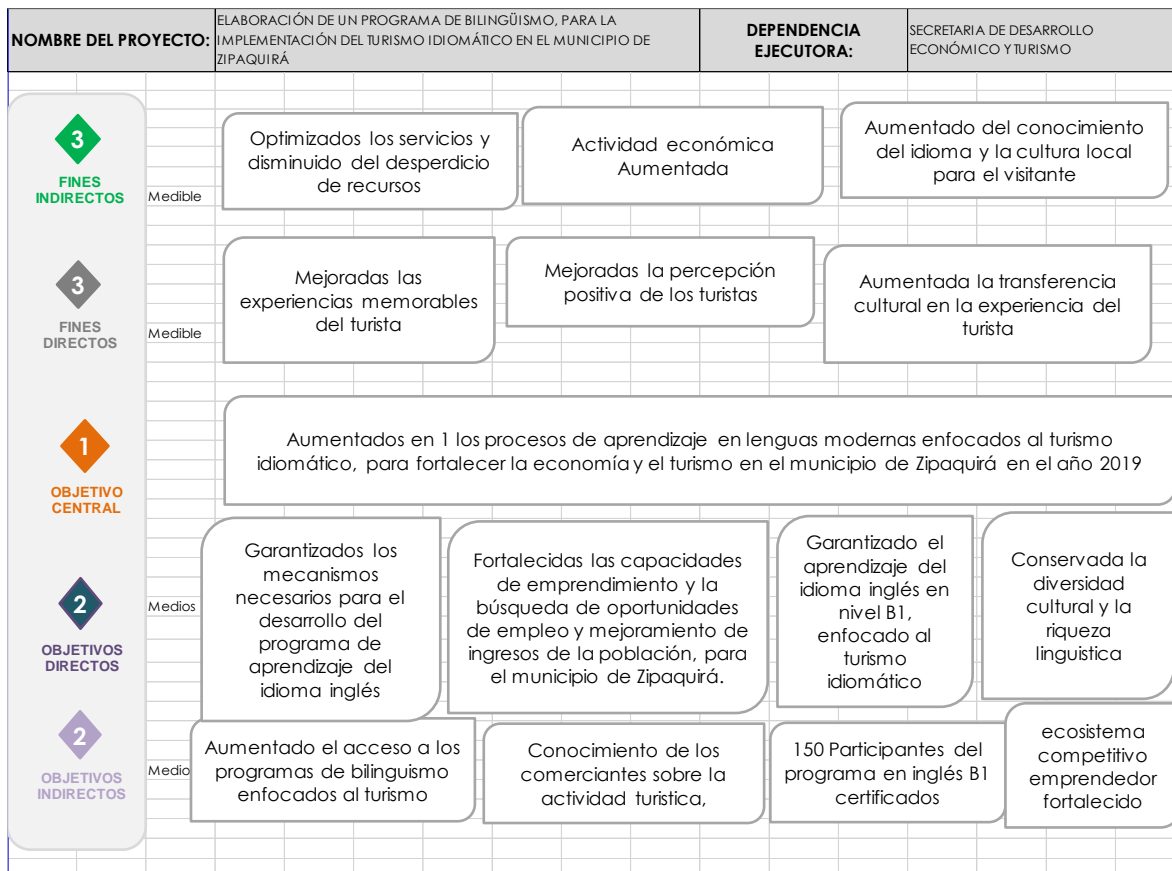 NOMBRE DEL PROYECTO:
ELABORACIÓN DE UN PROGRAMA DE BILINGÜISMO, PARA LA
IMPLEMENTACIÓN DEL TURISMO IDIOMÁTICO EN EL MUNICIPIO DE
ZIPAQUIRÁ
DEPENDENCIA
EJECUTORA:
SECRETARIA DE DESARROLLO
ECONÓMICO Y TURISMO
3
FINES
INDIRECTOS
Medible
Optimizados los servicios y
disminuido del desperdicio
de recursos
Actividad económica
Aumentada
Aumentado del conocimiento
del idioma y la cultura local
para el visitante
3
FINES
DIRECTOS
Medible
Mejoradas las
experiencias memorables
del turista
Mejoradas la percepción
positiva de los turistas
Aumentada la transferencia
cultural en la experiencia del
turista
1
OBJETIVO
CENTRAL
Aumentados en 1 los procesos de aprendizaje en lenguas modernas enfocados al turismo
idiomático, para fortalecer la economía y el turismo en el municipio de Zipaquirá en el año 2019
2
OBJETIVOS
DIRECTOS
Medios
Garantizados los
mecanismos
necesarios para el
desarrollo del
programa de
aprendizaje del
idioma inglés
Fortalecidas las capacidades
de emprendimiento y la
búsqueda de oportunidades
de empleo y mejoramiento de
ingresos de la población, para
el municipio de Zipaquirá.
Garantizado el
aprendizaje del
idioma inglés en
nivel B1,
enfocado al
turismo
idiomático
Conservada la
diversidad
cultural y la
riqueza
linguistica
2
OBJETIVOS
INDIRECTOS
Medio
Aumentado el acceso a los
programas de bilinguismo
enfocados al turismo
Conocimiento de los
comerciantes sobre la
actividad turistica,
150 Participantes del
programa en inglés B1
certificados
ecosistema
competitivo
emprendedor
fortalecido